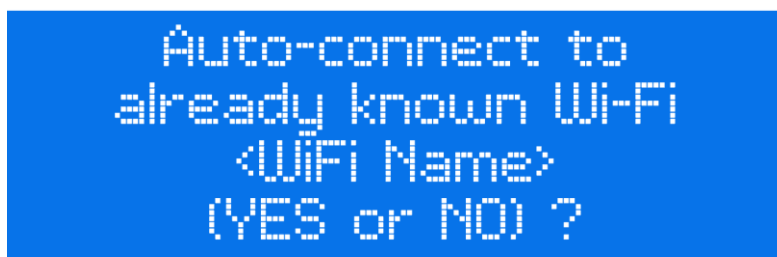 Auto-connect to
already known Wi-Fi
<WiFi Name>
(YES or NO) ?